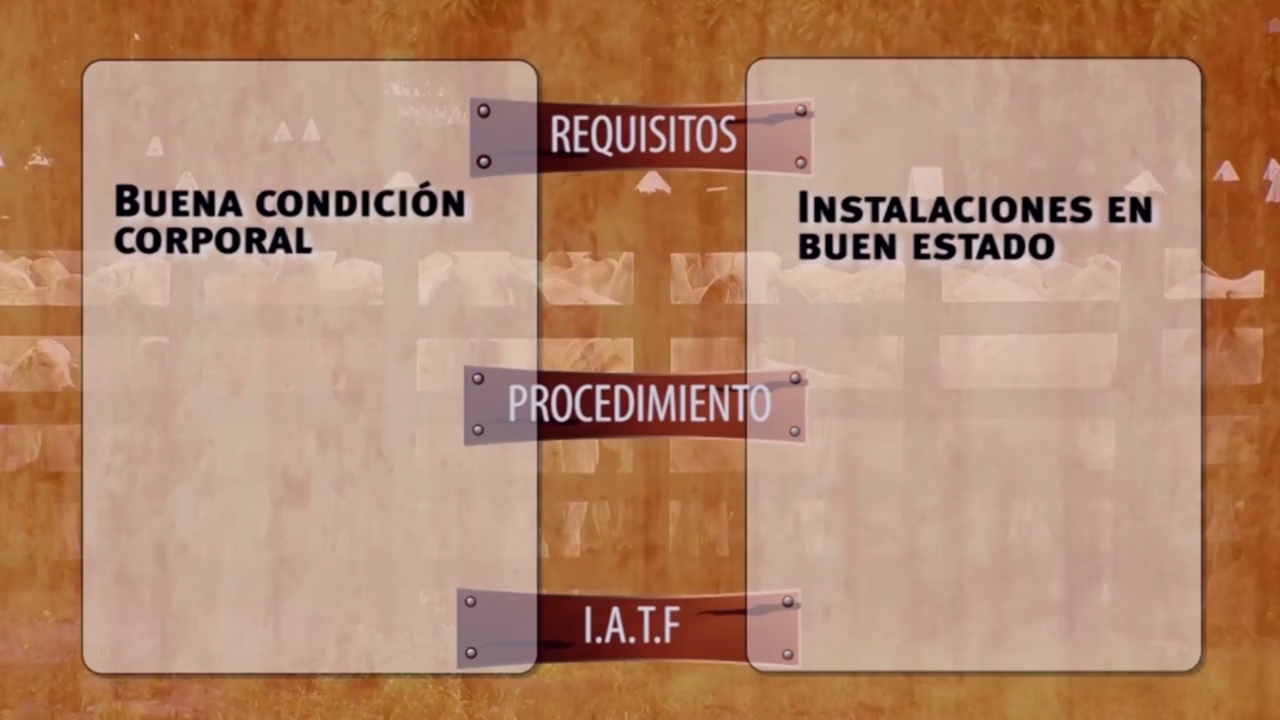 REQUISITOS
BUENA CONDICIÓN
CORPORAL
INSTALACIONES EN
BUEN ESTADO
PROCEDIMIENTO
I.A.T.F